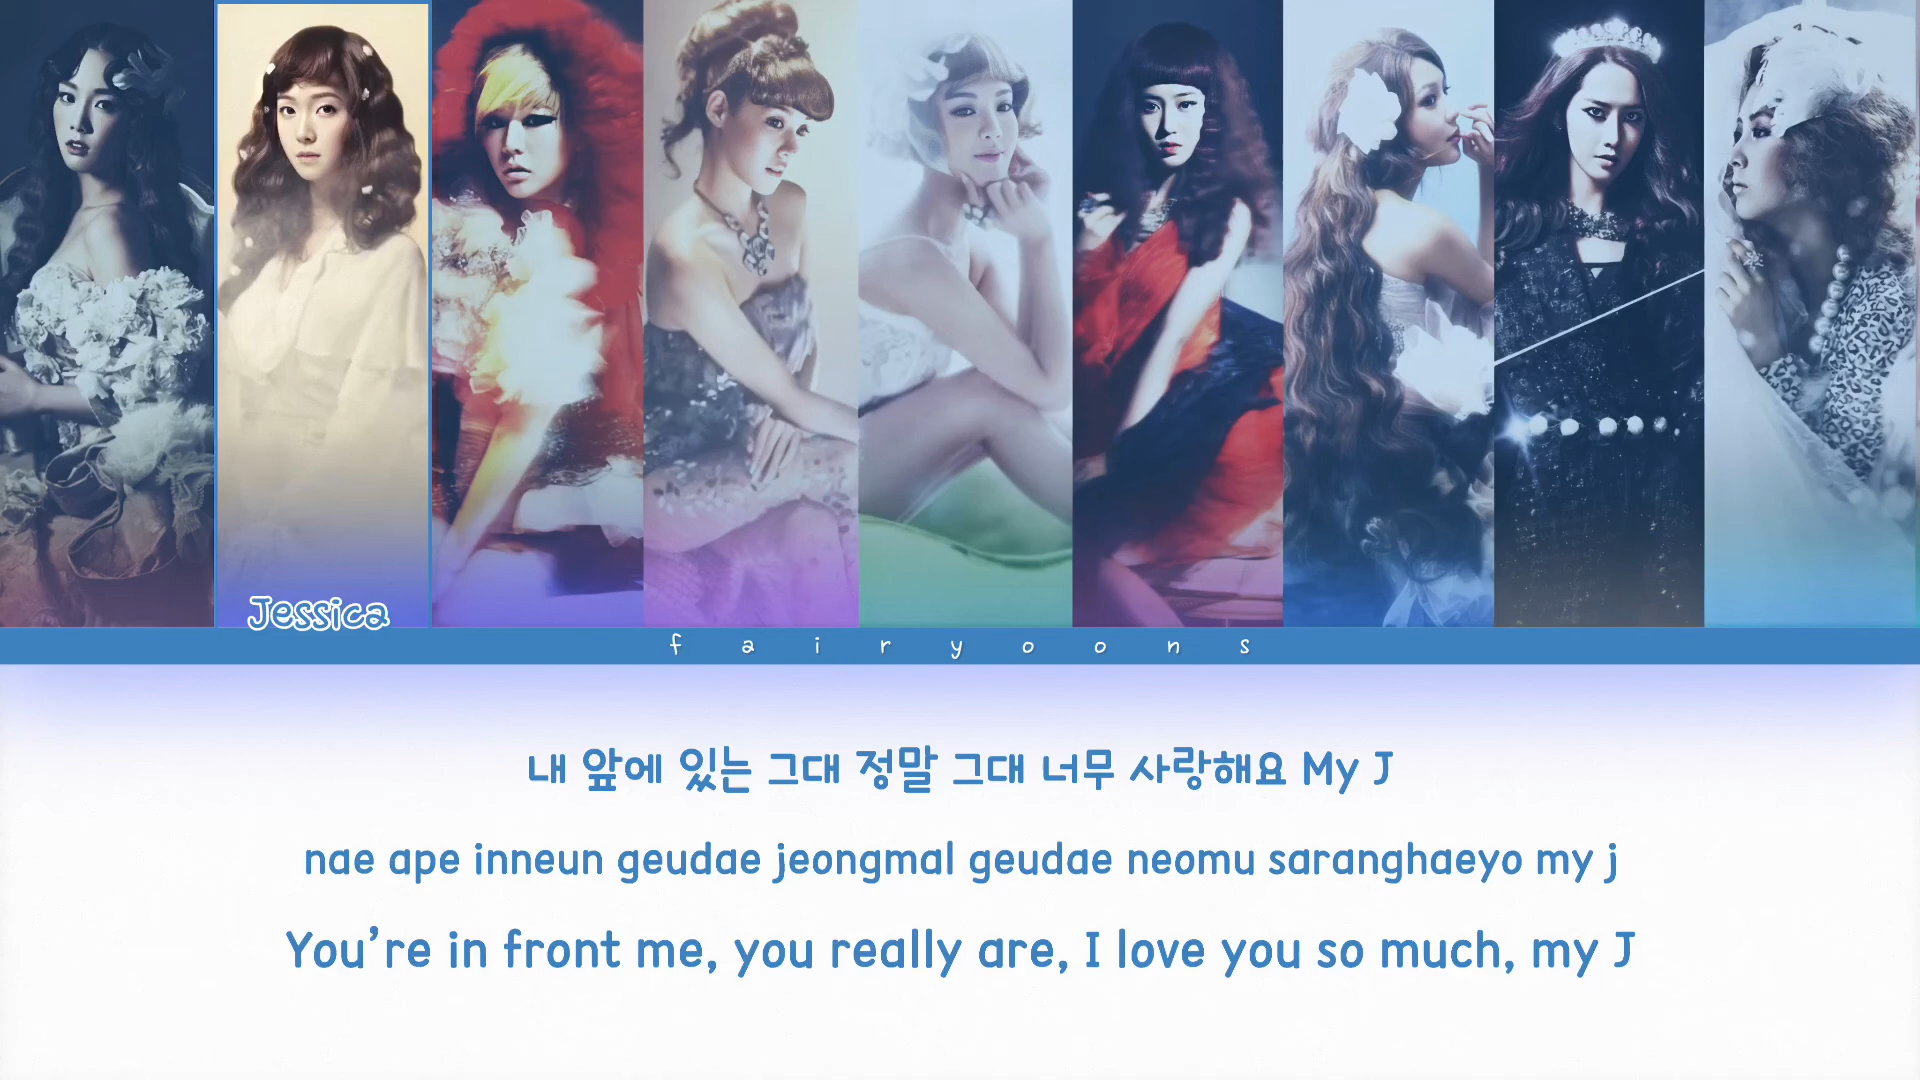 Jessica
fairyoons
내 앞에 있는 그대 정말 그대 너무 사랑해요 My J
nae ape inneun geudae jeongmal geudae neomu saranghaeyo my j
You're in front me, you really are, I love you so much, my J